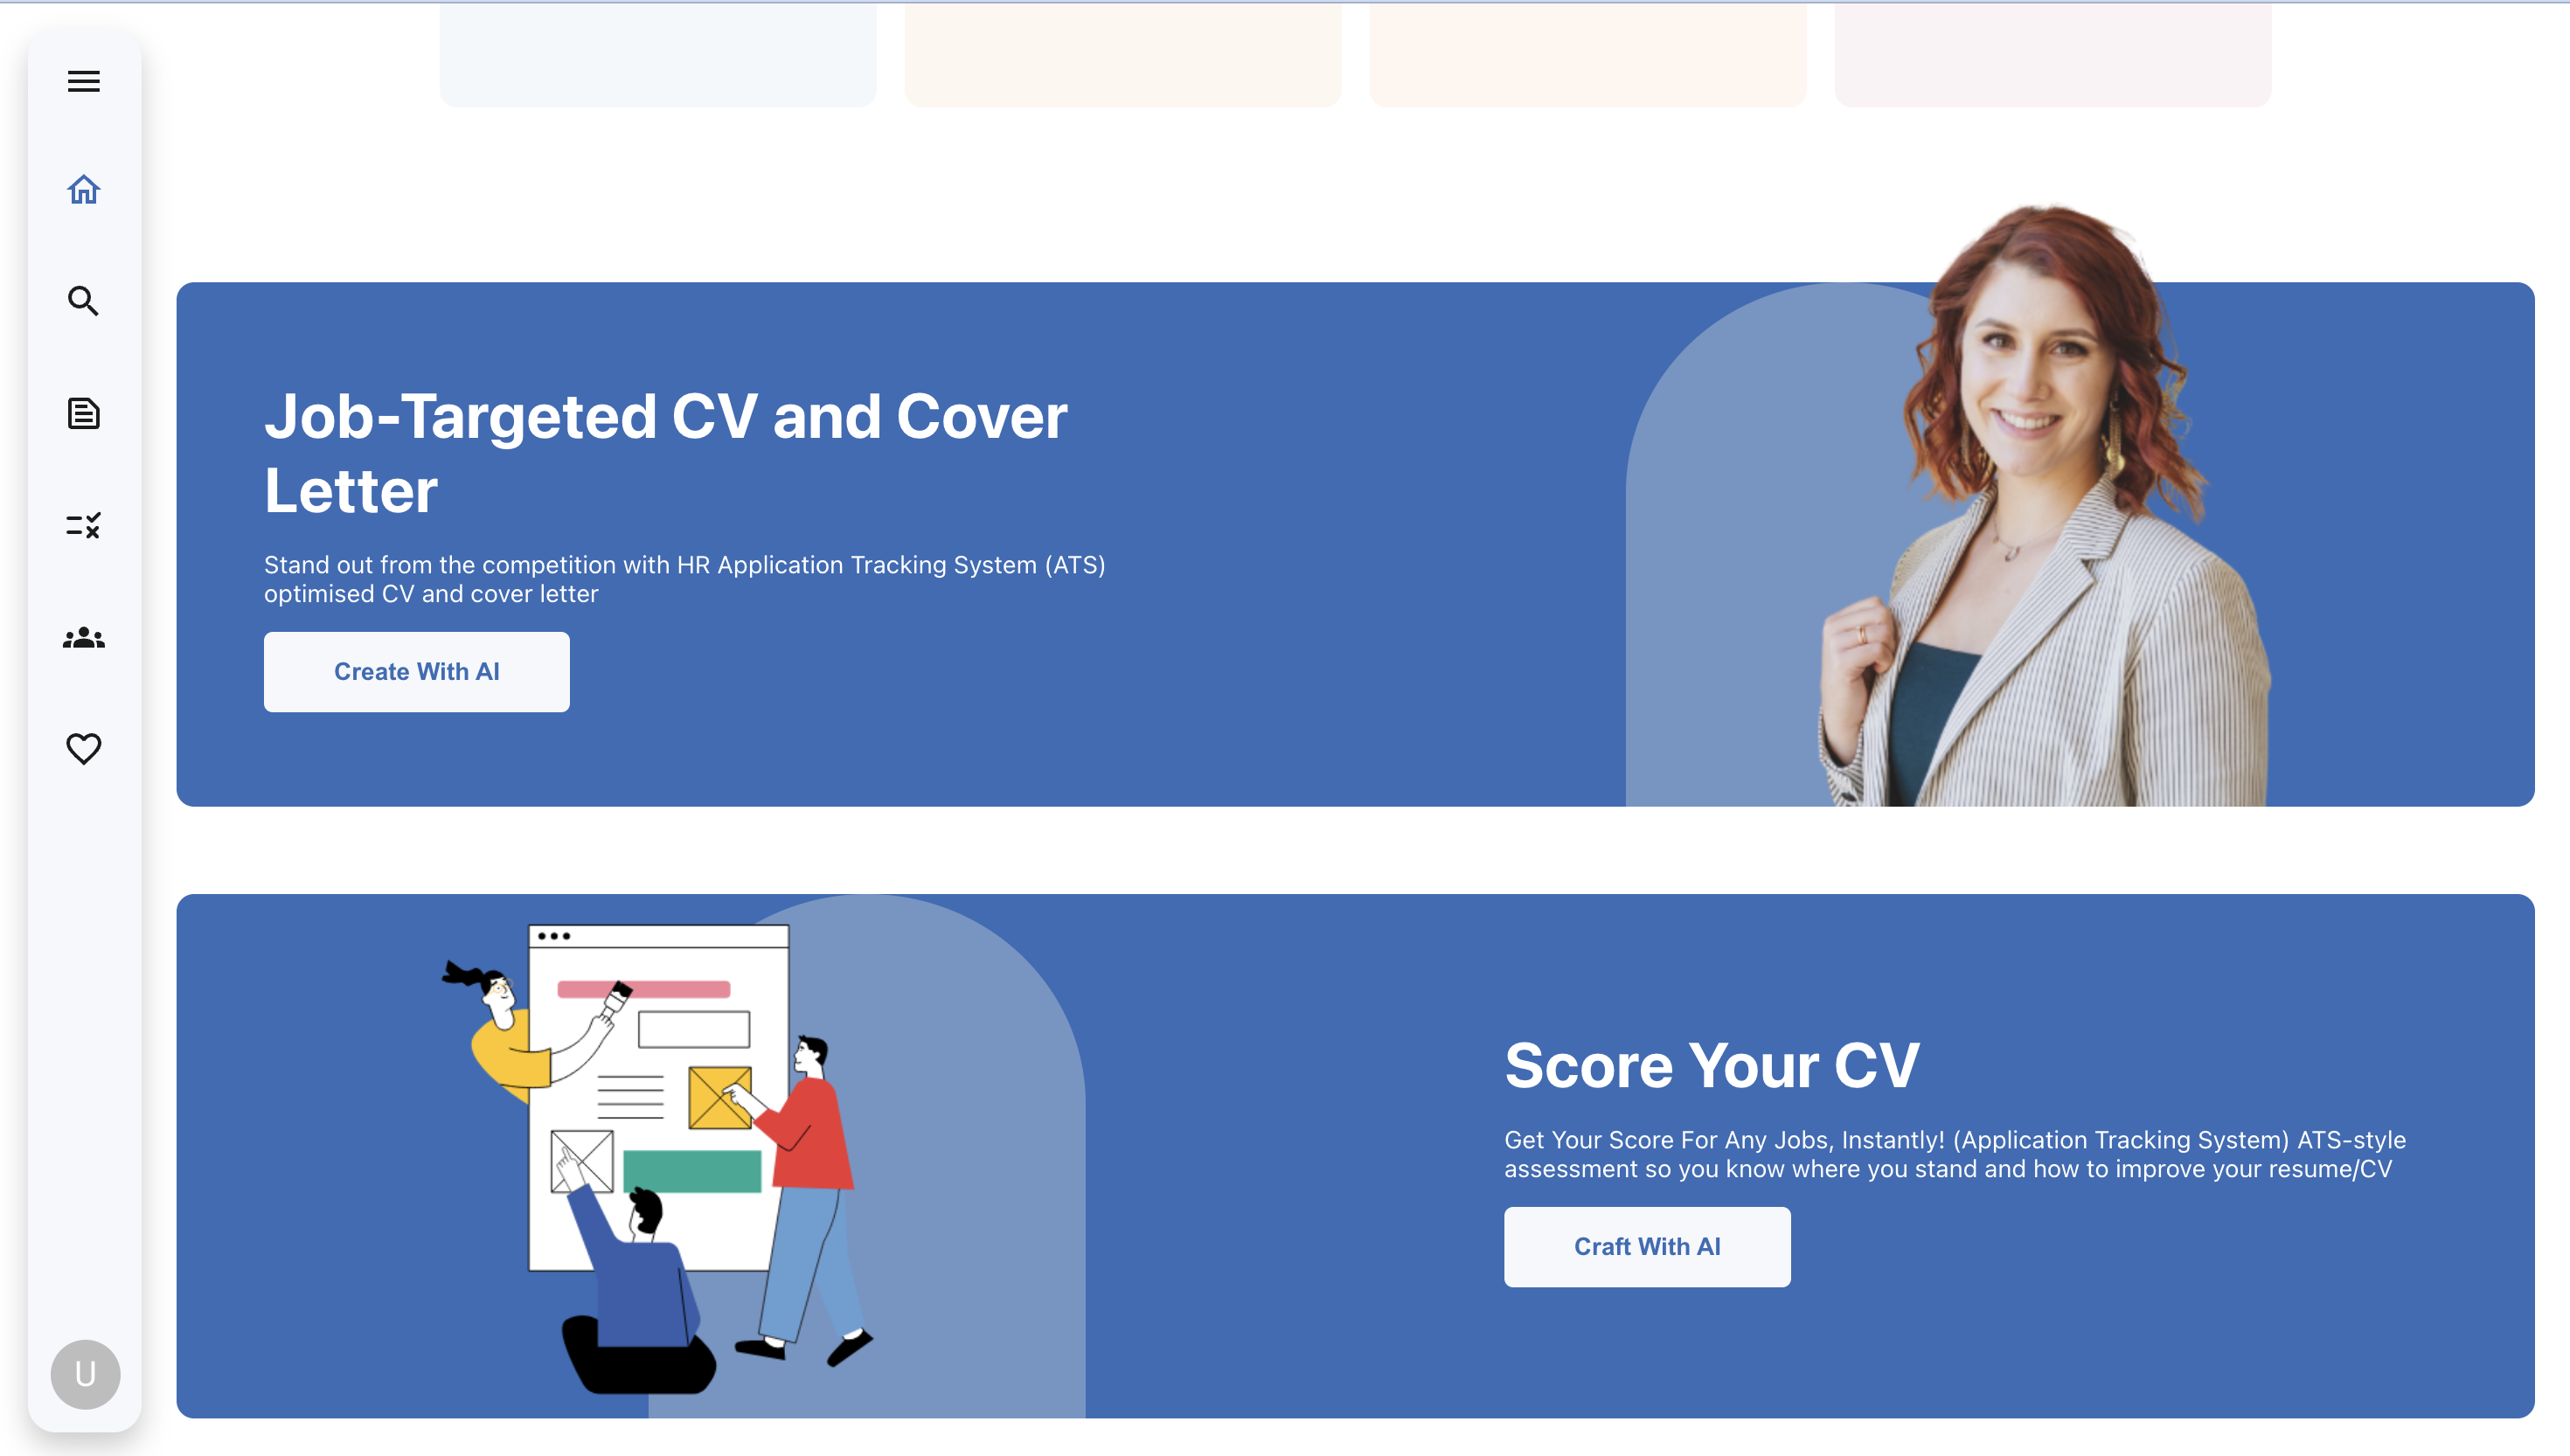 Job-Targeted CV and Cover
Letter
Stand out from the competition with HR Application Tracking System (ATS)
optimised CV and cover letter
Create With AI
Score Your CV
Get Your Score For Any Jobs, Instantly! (Application Tracking System) ATS-style
assessment so you know where you stand and how to improve your resume/CV
Craft With AI
U